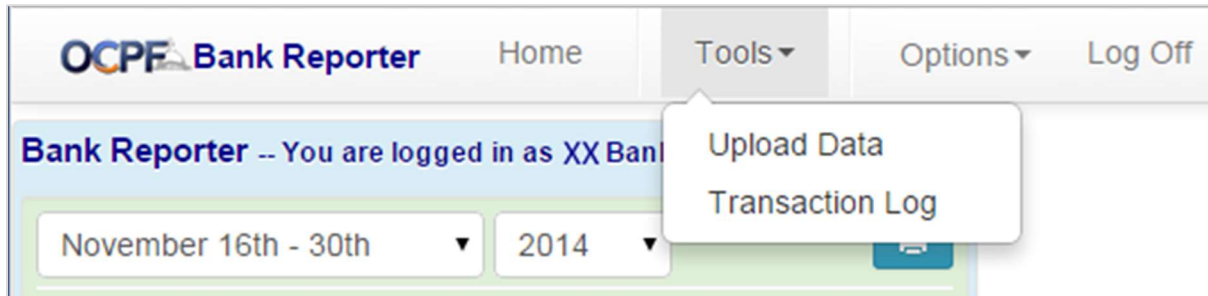 OCPF Bank Reporter Home Tools Options Log Off
Bank Reporter -- You are logged in as XX Ban
Upload Data
Transaction Log
November 16th - 30th 2014